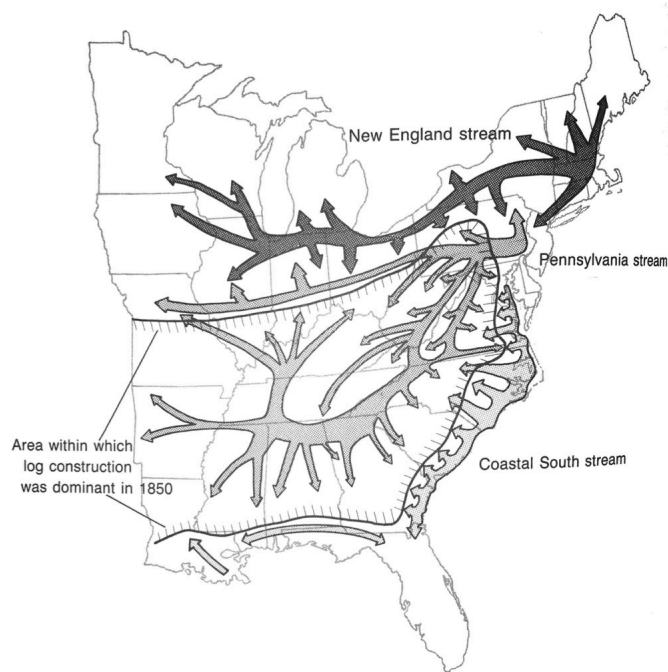 New England stream
Pennsylvania stream
Area within which
log construction
was dominant in 1850
Coastal South stream